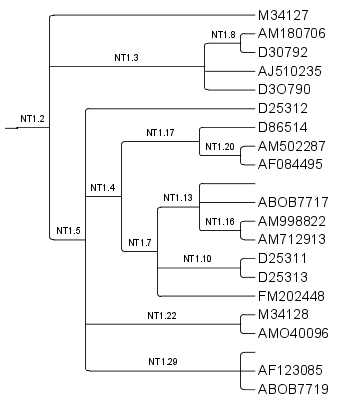 M34127
AM180706
NT1.8
D30792
NT1.3
AJ510235
D3O790
D25312
NT1.2
D86514
NT1.17
AM502287
NT1.20
AF084495
NT1.4
NT1.13
ABOB7717
AM998822
NT1.16
NT1.5
AM712913
NT1.7
D25311
NT1.10
D25313
FM202448
M34128
NT1.22
AMO40096
NT1.29
AF123085
ABOB7719